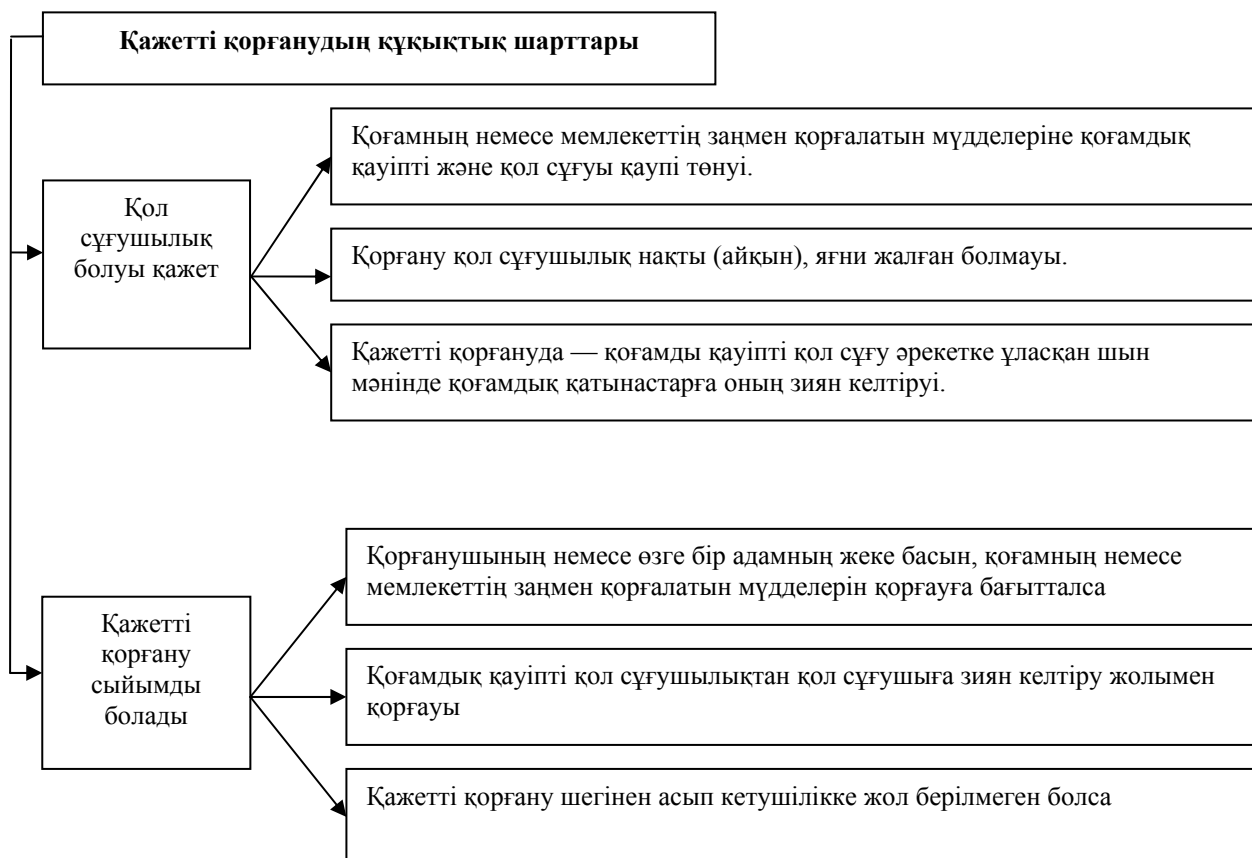 Қажетті қорғанудың құқықтық шарттары
Қол
сұғушылық
болуы қажет
Қоғамның немесе мемлекеттің заңмен қорғалатын мүдделеріне қоғамдық
қауіпті және қол сұғуы қаупі төнуі.
Қорғану қол сұғушылық нақты (айқын), яғни жалған болмауы.
Қажетті қорғануда — қоғамды қауіпті қол сұғу әрекетке ұласқан шын
мәнінде қоғамдық қатынастарға оның зиян келтіруі.
Қажетті
қорғану
сыйымды
болады
Қорғанушының немесе өзге бір адамның жеке басын, қоғамның немесе
мемлекеттің заңмен қорғалатын мүдделерін қорғауға бағытталса
Қоғамдық қауіпті қол сұғушылықтан қол сұғушыға зиян келтіру жолымен
қорғауы
Қажетті қорғану шегінен асып кетушілікке жол берілмеген болса